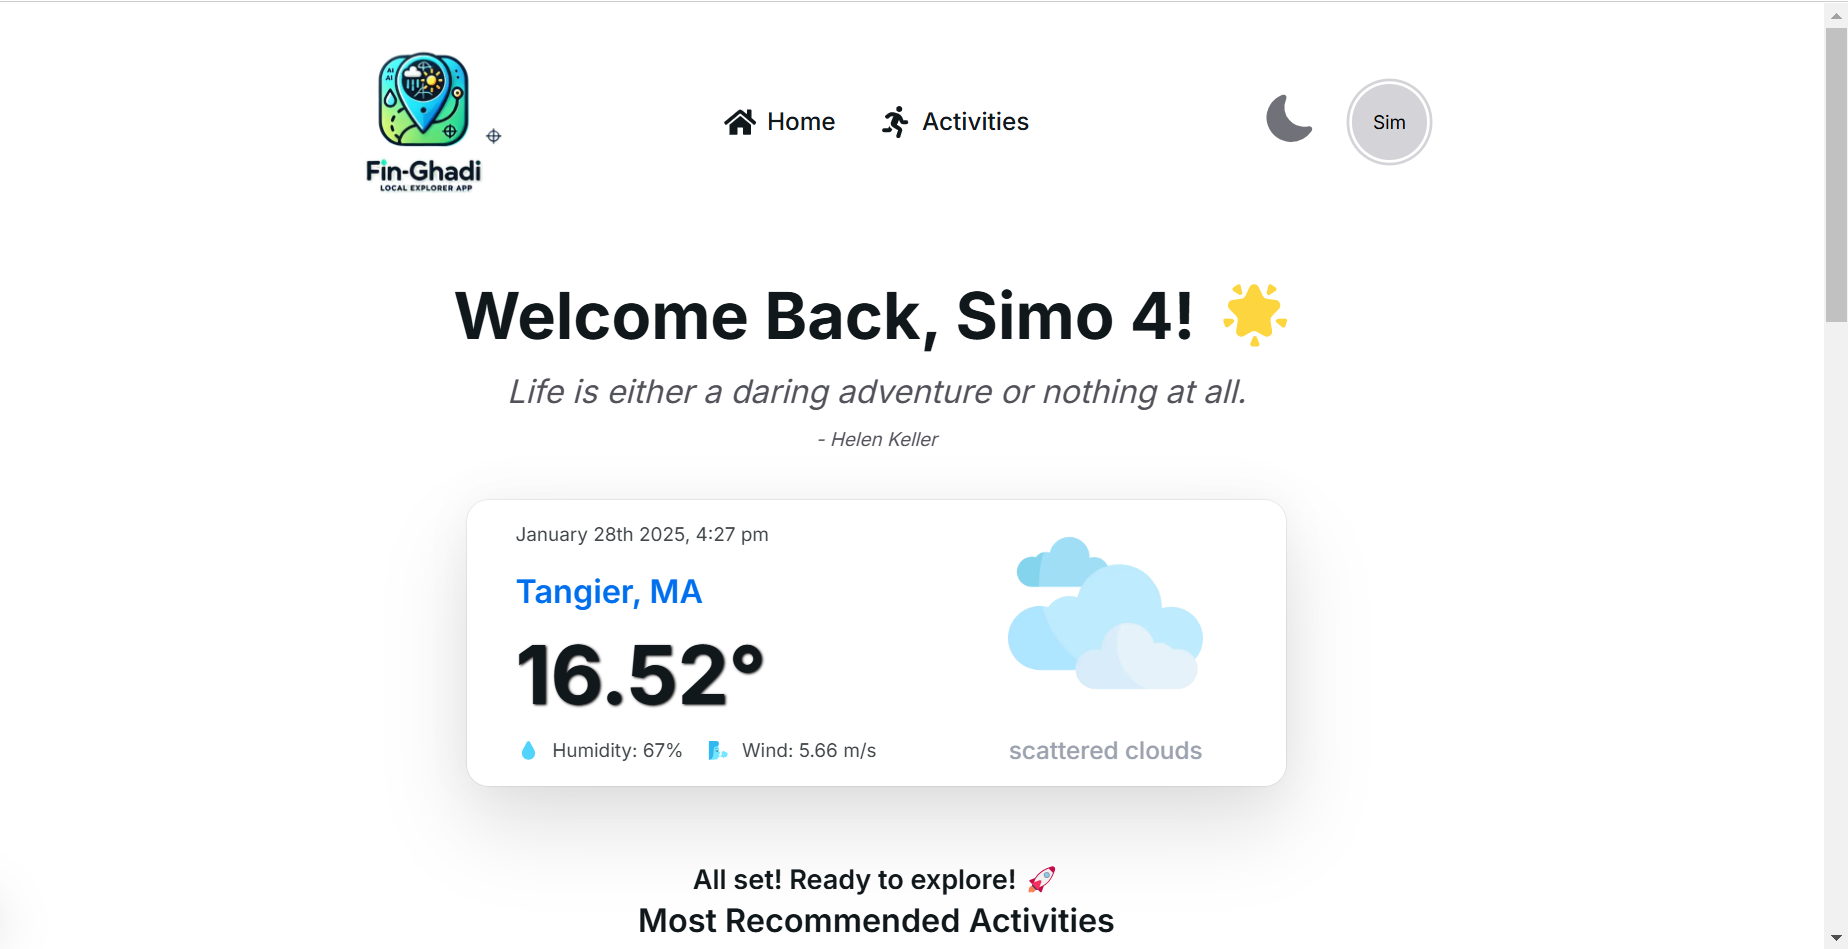 AI
AI
Fin-Ghadi
LOCAL EXPLORER APP
Home
Activities
Sim
Welcome Back, Simo 4! 🌟
Life is either a daring adventure or nothing at all.
- Helen Keller
January 28th 2025, 4:27 pm
Tangier, MA
16.52°
Humidity: 67%
Wind: 5.66 m/s
scattered clouds
All set! Ready to explore! 🚀
Most Recommended Activities